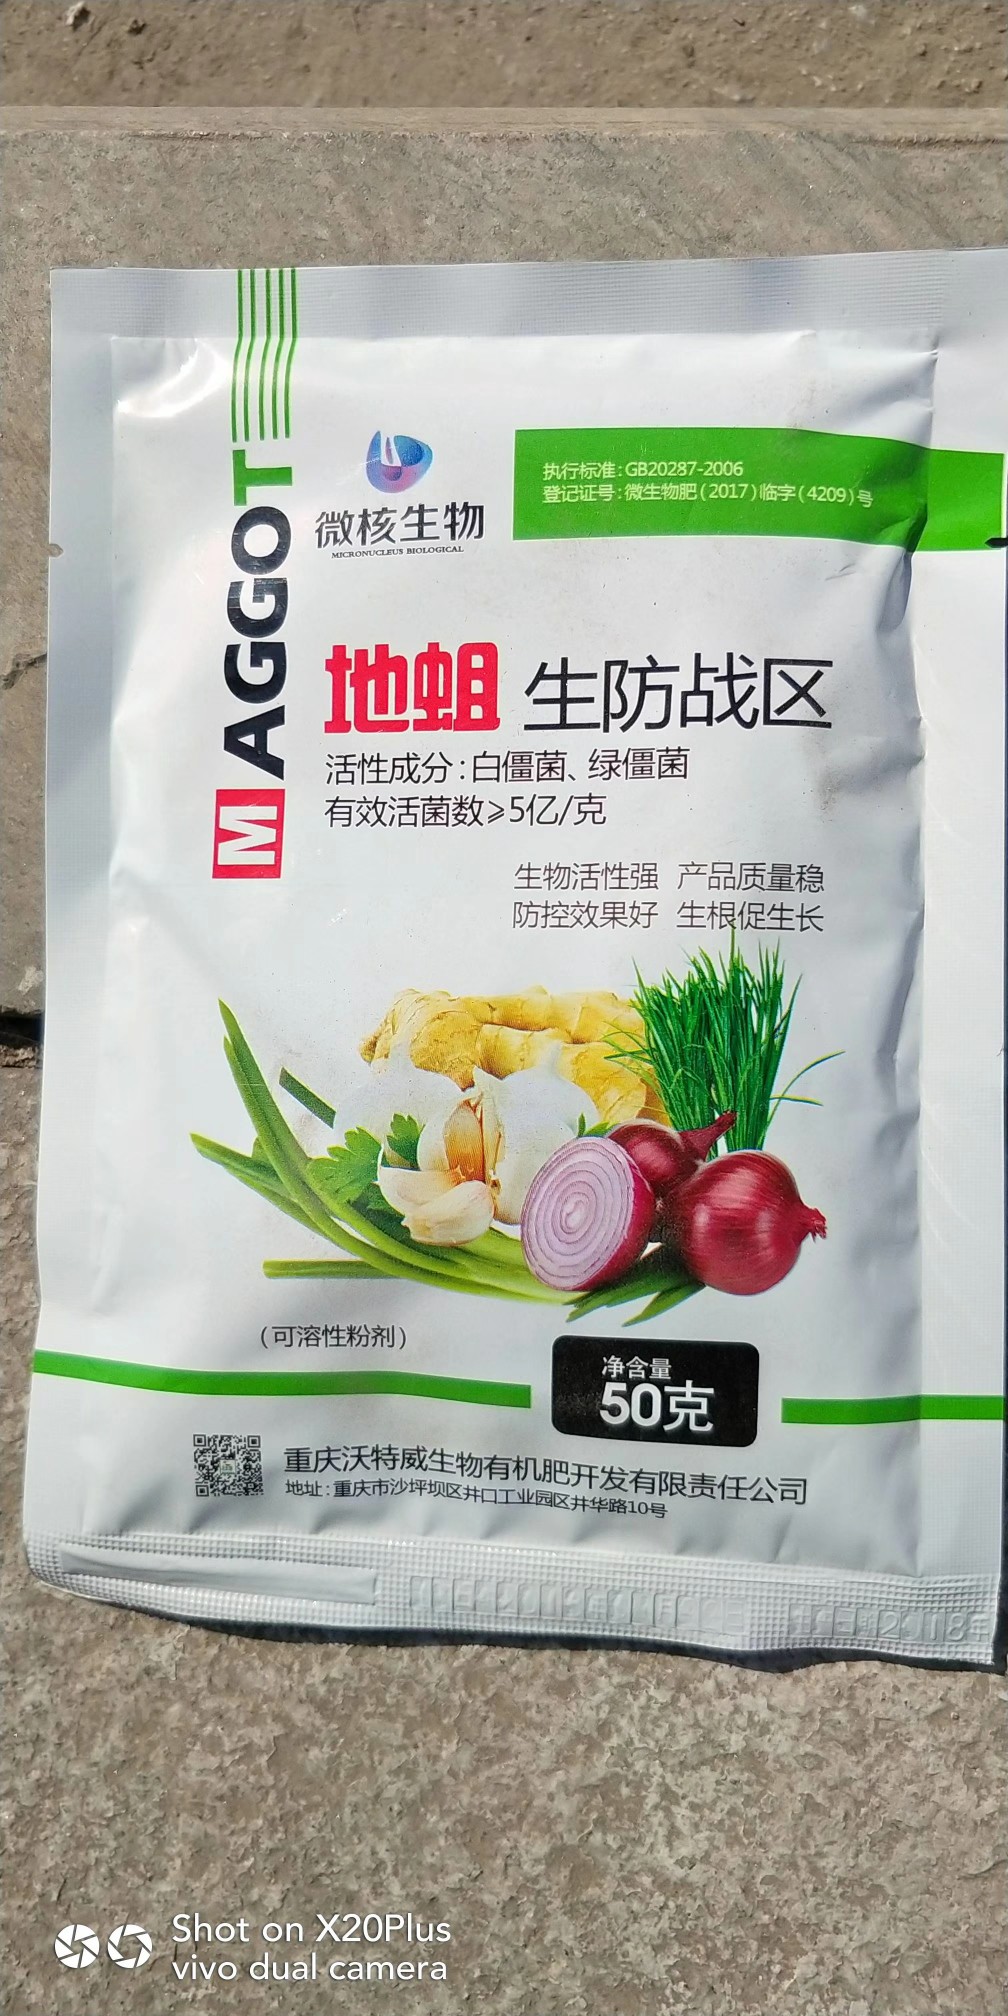 MAGGOT
微核生物
MICRONUCLEUS BIOLOGICAL
执行标准:GB20287-2006
登记证号:微生物肥(2017)临字(4209)号
地蛆 生防战区
活性成分:白僵菌、绿僵菌
有效活菌数≥5亿/克
生物活性强 产品质量稳
防控效果好 生根促生长
(可溶性粉剂)
净含量
50克
重庆沃特威生物有机肥开发有限责任公司
地址:重庆市沙坪坝区井口工业园区井华路10号
Shot on X20Plus
vivo dual camera